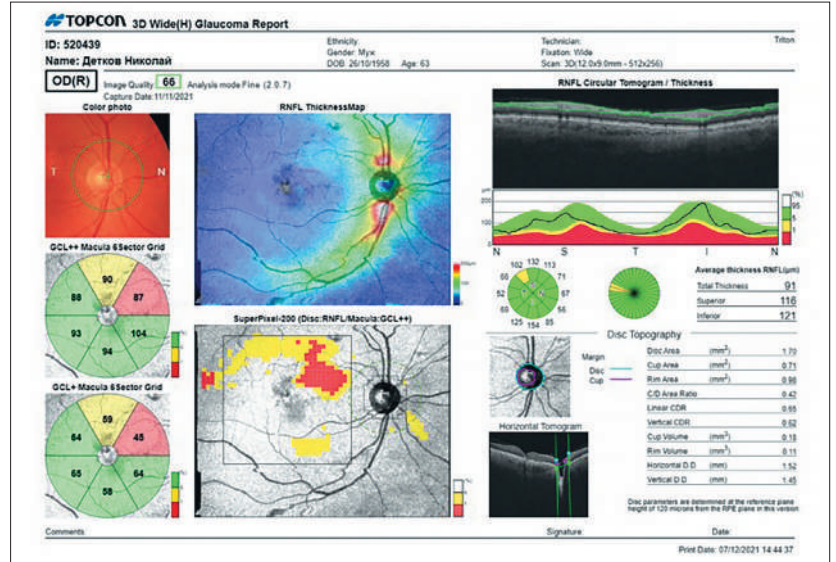 TOPCON 3D Wide(H) Glaucoma Report
ID: 520439
Name: Детков Николай
Ethnicity:
Gender: Муж
DOB: 26/10/1958 Age: 63
Technician:
Fixation: Wide
Scan: 3D(12.0x9.0mm - 512x256)
Triton
OD(R)
Image Quality: 66 Analysis mode:Fine (2.0.7)
Capture Date:11/11/2021
Color photo
T
N
RNFL ThicknessMap
RNFL Circular Tomogram / Thickness
μm
200
100
0
N S T I N
(%)
95
5
1
GCL++ Macula 6Sector Grid
90
88
87
93
104
94
SuperPixel-200 (Disc:RNFL/Macula:GCL++)
102 132 113
66 71
52 67
68 56
125 154 85
Average thickness RNFL(μm)
Total Thickness 91
Superior 116
Inferior 121
Disc Topography
Margin
Disc
Cup
Disc Area (mm²) 1.70
Cup Area (mm²) 0.71
Rim Area (mm²) 0.98
C/D Area Ratio 0.42
Linear CDR 0.65
Vertical CDR 0.62
Cup Volume (mm³) 0.18
Rim Volume (mm³) 0.11
Horizontal D.D (mm) 1.52
Vertical D.D (mm) 1.45
GCL+ Macula 6Sector Grid
59
64
45
65
64
58
Horizontal Tomogram
Disc parameters are determined at the reference plane
height of 120 microns from the RPE plane in this version
Comments:
Signature:
Date:
Print Date: 07/12/2021 14:44:37